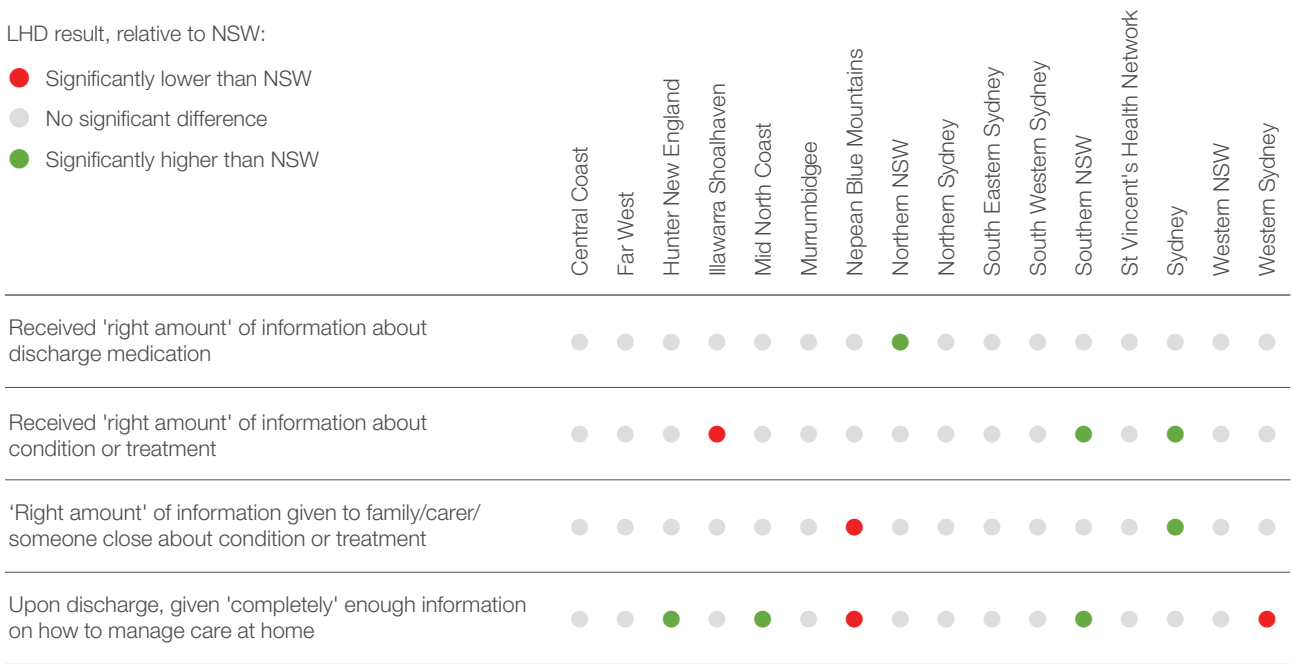 LHD result, relative to NSW:
Significantly lower than NSW
No significant difference
Significantly higher than NSW
Central Coast
Far West
Hunter New England
Illawarra Shoalhaven
Mid North Coast
Murrumbidgee
Nepean Blue Mountains
Northern NSW
Northern Sydney
South Eastern Sydney
South Western Sydney
Southern NSW
St Vincent's Health Network
Sydney
Western NSW
Western Sydney
Received 'right amount' of information about
discharge medication
Received 'right amount' of information about
condition or treatment
‘Right amount' of information given to family/carer/
someone close about condition or treatment
Upon discharge, given 'completely' enough information
on how to manage care at home